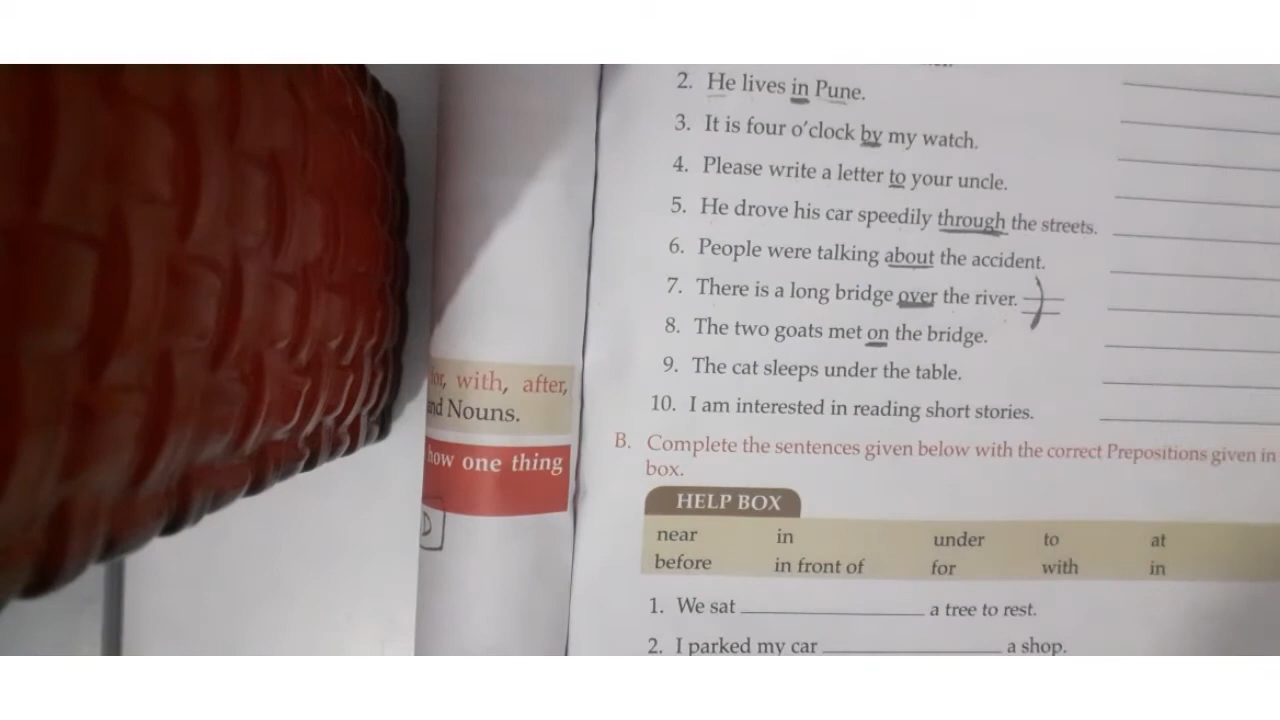 2. He lives in Pune.
3. It is four o'clock by my watch.
4. Please write a letter to your uncle.
5. He drove his car speedily through the streets.
6. People were talking about the accident.
7. There is a long bridge over the river.
8. The two goats met on the bridge.
9. The cat sleeps under the table.
10. I am interested in reading short stories.
with, after,
Nouns.
how one thing
D
B. Complete the sentences given below with the correct Prepositions given in
box.
HELP BOX
near in under to at
before in front of for with in
1. We sat a tree to rest.
2. I parked my car a shop.